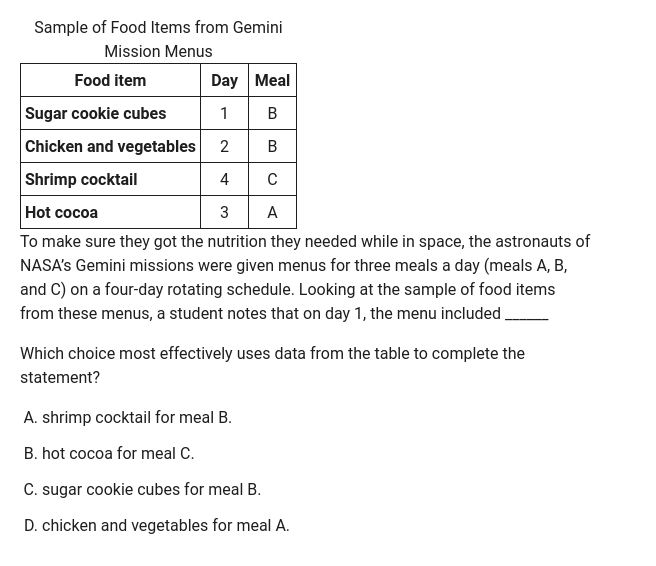 Sample of Food Items from Gemini
Mission Menus
Food item Day Meal
Sugar cookie cubes 1 B
Chicken and vegetables 2 B
Shrimp cocktail 4 C
Hot cocoa 3 A
To make sure they got the nutrition they needed while in space, the astronauts of
NASA’s Gemini missions were given menus for three meals a day (meals A, B,
and C) on a four-day rotating schedule. Looking at the sample of food items
from these menus, a student notes that on day 1, the menu included ______
Which choice most effectively uses data from the table to complete the
statement?
A. shrimp cocktail for meal B.
B. hot cocoa for meal C.
C. sugar cookie cubes for meal B.
D. chicken and vegetables for meal A.